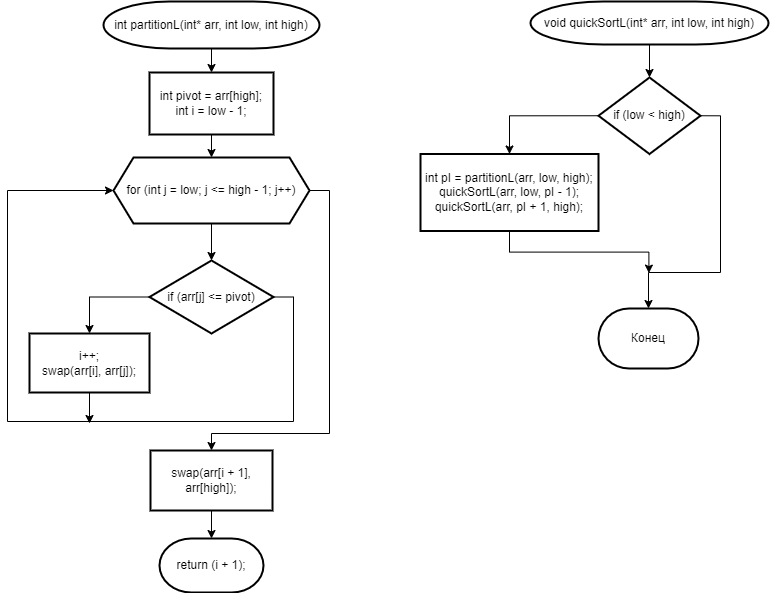 int partitionL(int* arr, int low, int high)
int pivot = arr[high];
int i = low - 1;
for (int j = low; j <= high - 1; j++)
if (arr[j] <= pivot)
i++;
swap(arr[i], arr[j]);
swap(arr[i + 1],
arr[high]);
return (i + 1);
void quickSortL(int* arr, int low, int high)
if (low < high)
int pI = partitionL(arr, low, high);
quickSortL(arr, low, pI - 1);
quickSortL(arr, pI + 1, high);
Конец